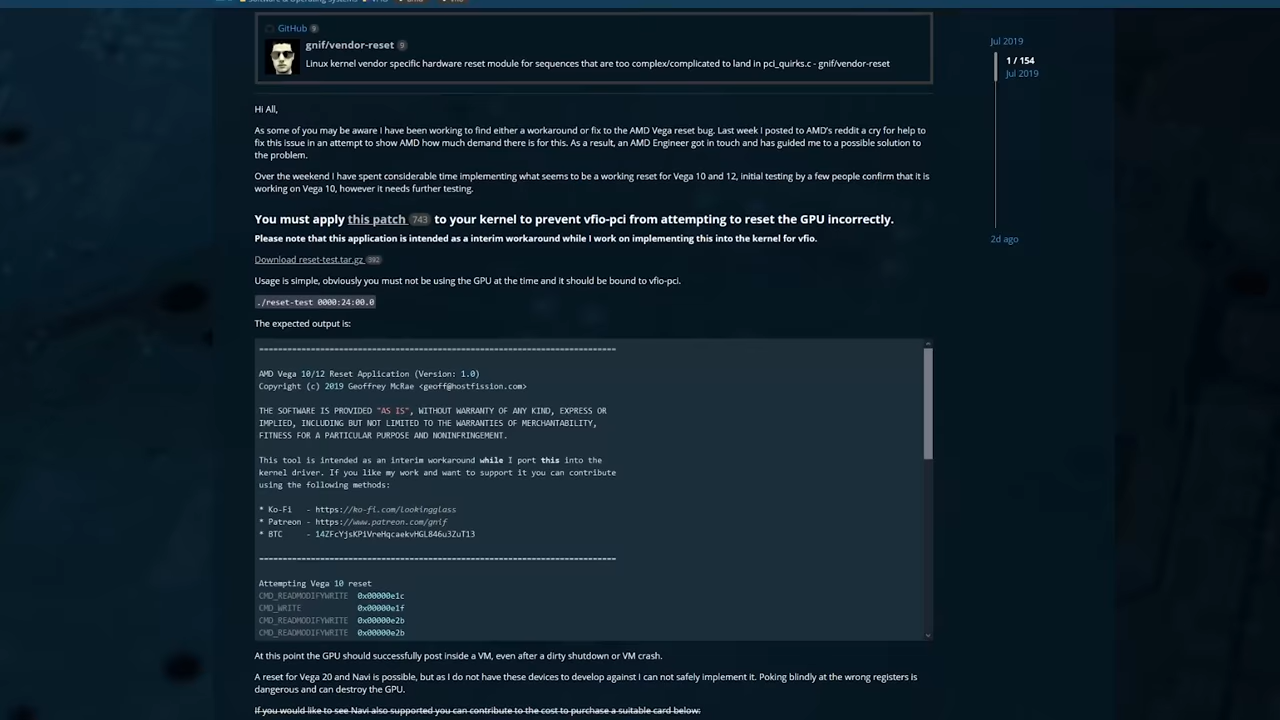 GitHub 9
gnif/vendor-reset 9
Linux kernel vendor specific hardware reset module for sequences that are too complex/complicated to land in pci_quirks.c - gnif/vendor-reset
Jul 2019
1 / 154
Jul 2019
2d ago
Hi All,
As some of you may be aware I have been working to find either a workaround or fix to the AMD Vega reset bug. Last week I posted to AMD's reddit a cry for help to
fix this issue in an attempt to show AMD how much demand there is for this. As a result, an AMD Engineer got in touch and has guided me to a possible solution to
the problem.
Over the weekend I have spent considerable time implementing what seems to be a working reset for Vega 10 and 12, initial testing by a few people confirm that it is
working on Vega 10, however it needs further testing.
You must apply this patch 743 to your kernel to prevent vfio-pci from attempting to reset the GPU incorrectly.
Please note that this application is intended as a interim workaround while I work on implementing this into the kernel for vfio.
Download reset-test.tar.gz 392
Usage is simple, obviously you must not be using the GPU at the time and it should be bound to vfio-pci.
./reset-test 0000:24:00.0
The expected output is:
=============================================================================
AMD Vega 10/12 Reset Application (Version: 1.0)
Copyright (c) 2019 Geoffrey McRae <geoff@hostfission.com>
THE SOFTWARE IS PROVIDED "AS IS", WITHOUT WARRANTY OF ANY KIND, EXPRESS OR
IMPLIED, INCLUDING BUT NOT LIMITED TO THE WARRANTIES OF MERCHANTABILITY,
FITNESS FOR A PARTICULAR PURPOSE AND NONINFRINGEMENT.
This tool is intended as an interim workaround while I port this into the
kernel driver. If you like my work and want to support it you can contribute
using the following methods:
* Ko-Fi - https://ko-fi.com/lookingglass
* Patreon - https://www.patreon.com/gnif
* BTC - 14ZFcYjsKPiVreHqcaekvHGL846u3ZuT13
=============================================================================
Attempting Vega 10 reset
CMD_READMODIFYWRITE 0x00000e1c
CMD_WRITE 0x00000e1f
CMD_READMODIFYWRITE 0x00000e2b
CMD_READMODIFYWRITE 0x00000e2b
At this point the GPU should successfully post inside a VM, even after a dirty shutdown or VM crash.
A reset for Vega 20 and Navi is possible, but as I do not have these devices to develop against I can not safely implement it. Poking blindly at the wrong registers is
dangerous and can destroy the GPU.
If you would like to see Navi also supported you can contribute to the cost to purchase a suitable card below: